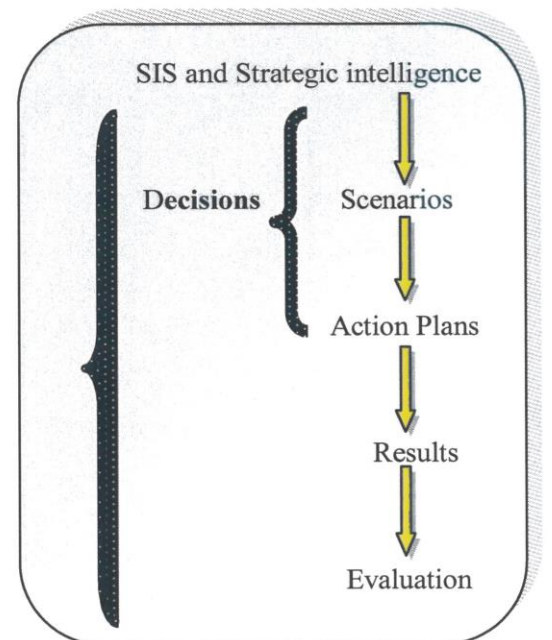 SIS and Strategic intelligence
Decisions
Scenarios
Action Plans
Results
Evaluation